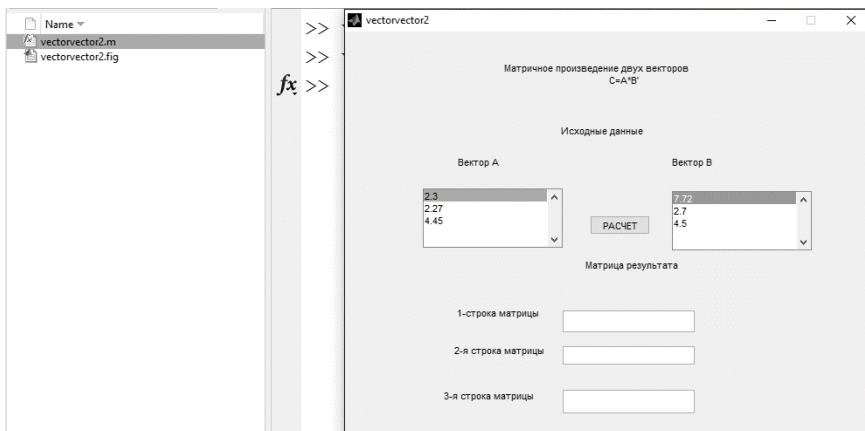 Name
vectorvector2.m
vectorvector2.fig
>>
>>
fx >>
vectorvector2
Матричное произведение двух векторов
C=A*B'
Исходные данные
Вектор А
Вектор В
2.3
2.27
4.45
РАСЧЕТ
7.72
2.7
4.5
Матрица результата
1-строка матрицы
2-я строка матрицы
3-я строка матрицы